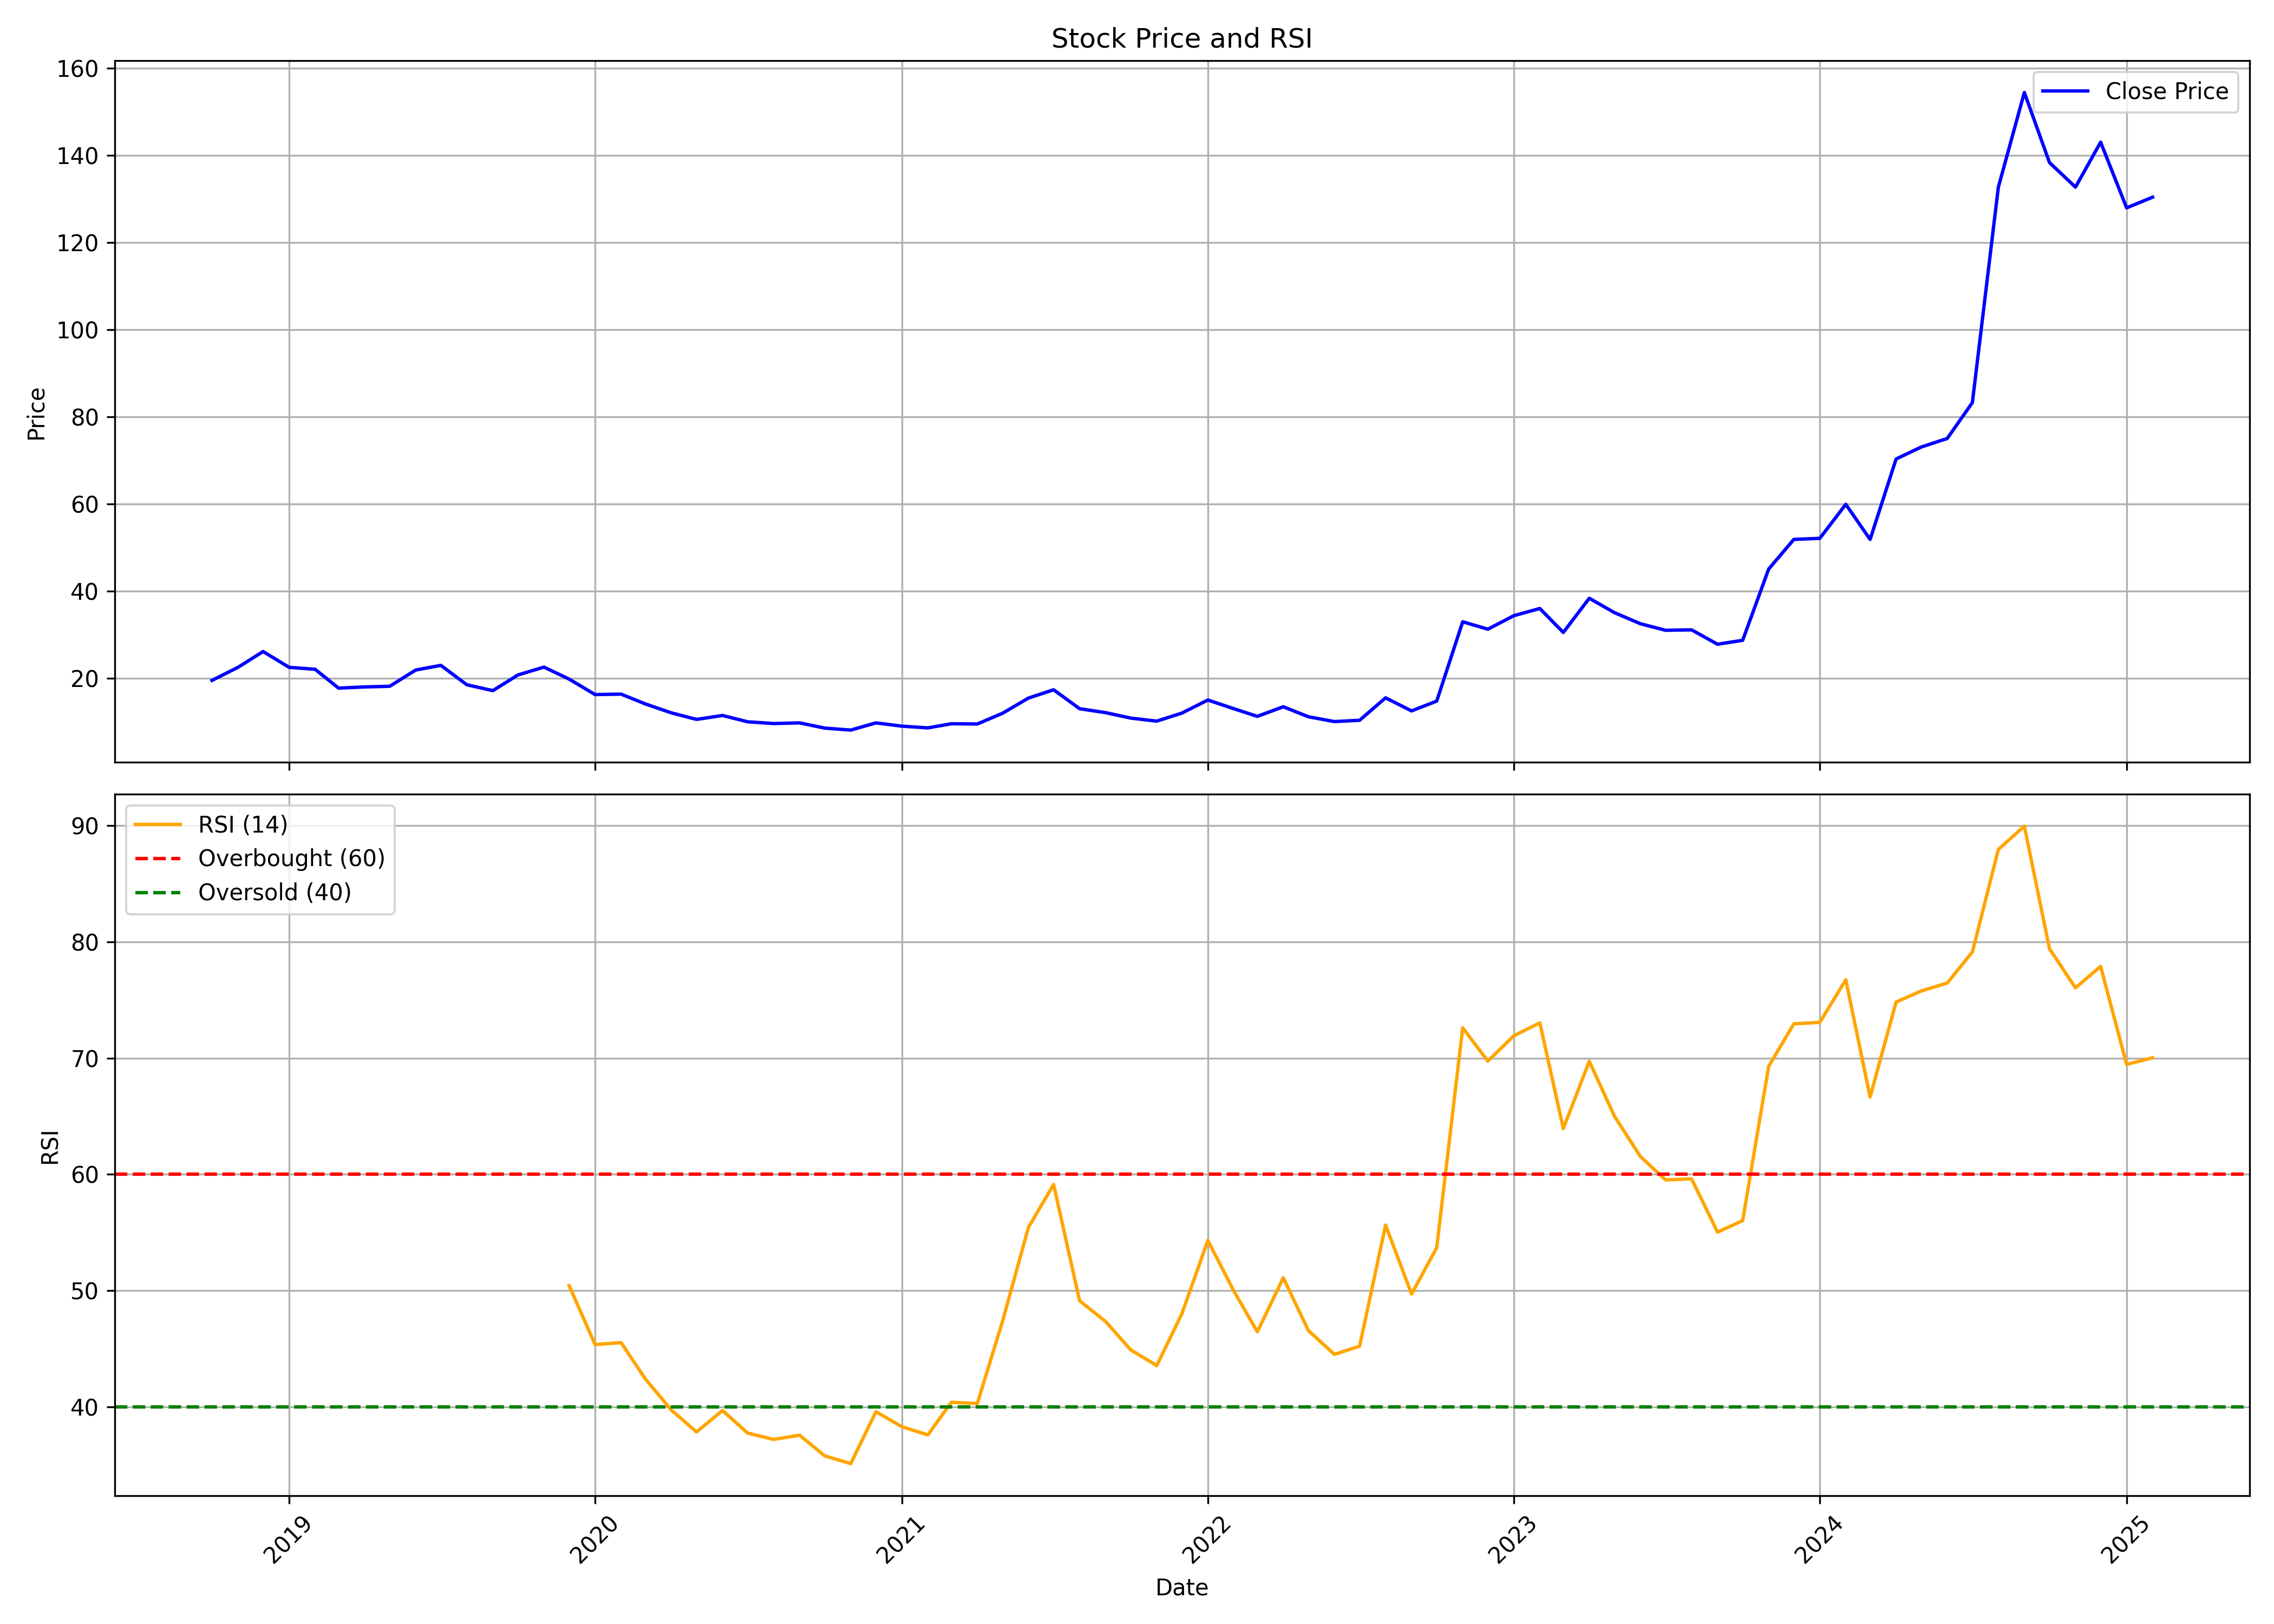 Stock Price and RSI
160
140
120
100
80
60
40
20
Price
Close Price
90
80
70
60
50
40
RSI
RSI (14)
Overbought (60)
Oversold (40)
2019
2020
2021
2022
2023
2024
2025
Date